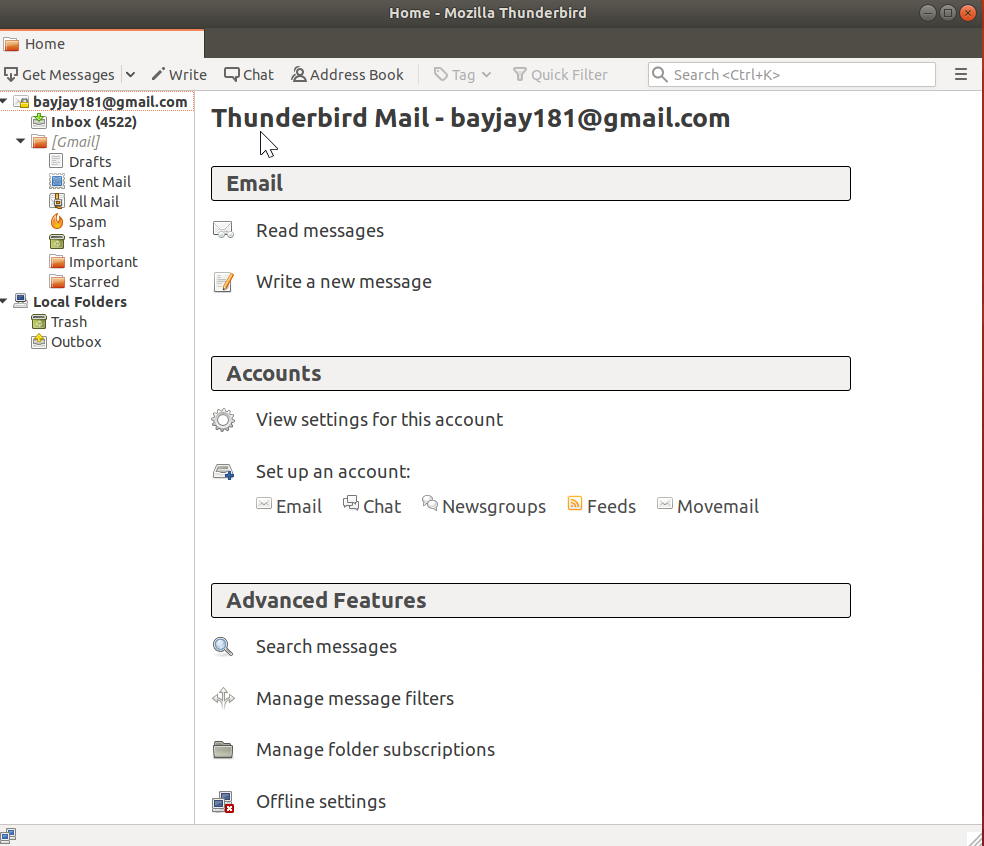 Home - Mozilla Thunderbird
Home
Get Messages Write Chat Address Book Tag Quick Filter Search <Ctrl+K>
bayjay181@gmail.com
Inbox (4522)
[Gmail]
Drafts
Sent Mail
All Mail
Spam
Trash
Important
Starred
Local Folders
Trash
Outbox
Thunderbird Mail - bayjay181@gmail.com
Email
Read messages
Write a new message
Accounts
View settings for this account
Set up an account:
Email Chat Newsgroups Feeds Movemail
Advanced Features
Search messages
Manage message filters
Manage folder subscriptions
Offline settings